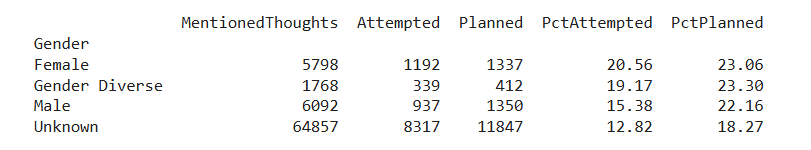 MentionedThoughts Attempted Planned PctAttempted PctPlanned
Gender
Female 5798 1192 1337 20.56 23.06
Gender Diverse 1768 339 412 19.17 23.30
Male 6092 937 1350 15.38 22.16
Unknown 64857 8317 11847 12.82 18.27